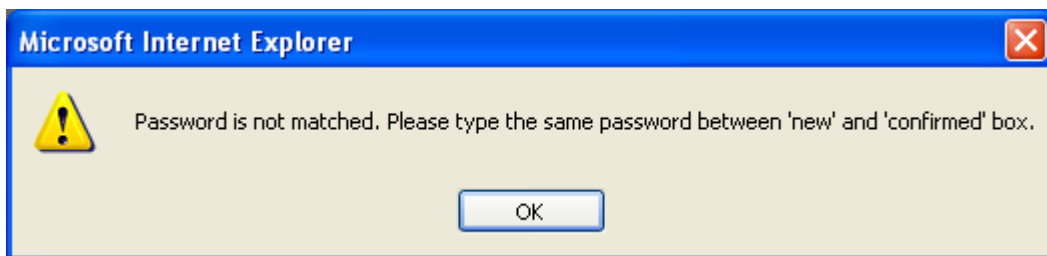 Microsoft Internet Explorer
Password is not matched. Please type the same password between 'new' and 'confirmed' box.
OK